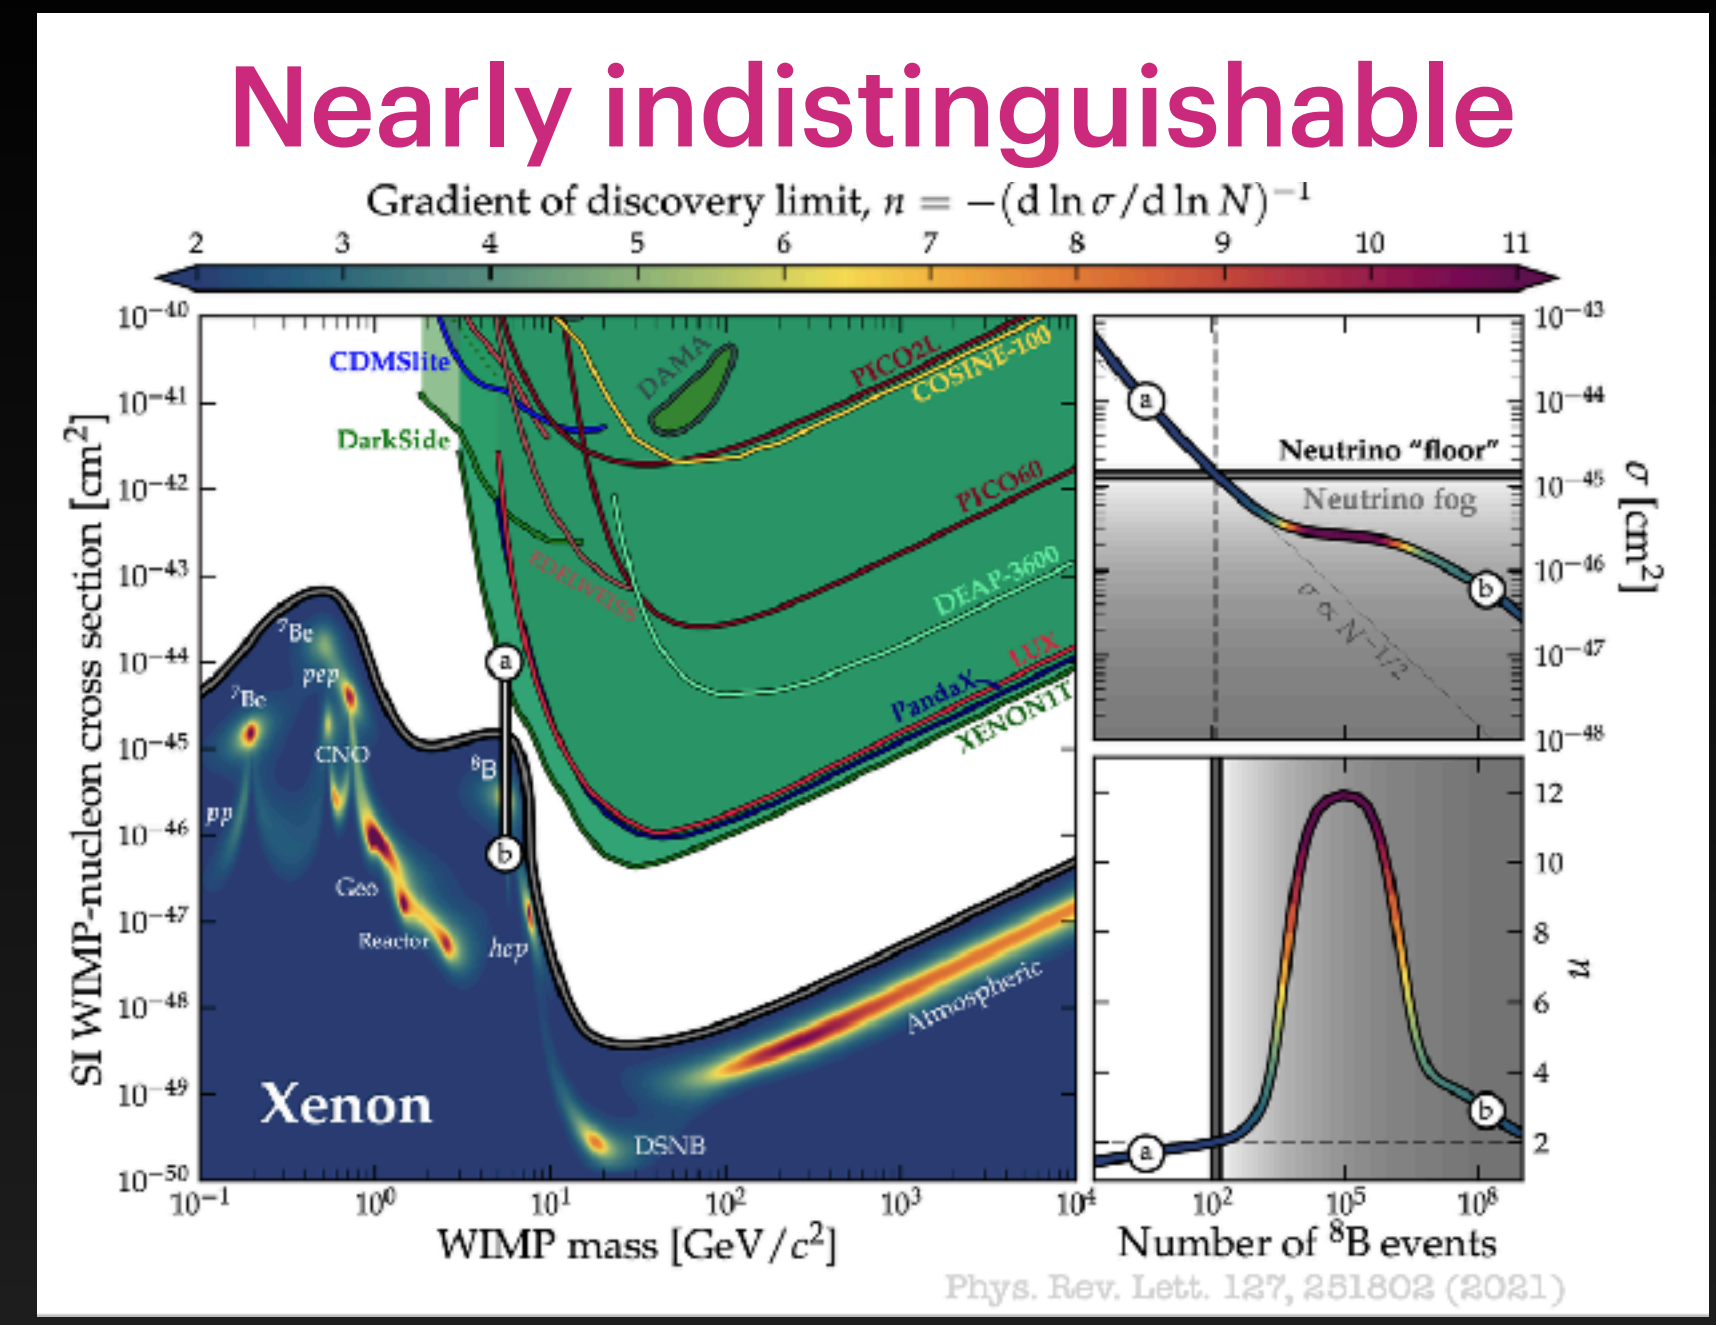 Nearly indistinguishable
Gradient of discovery limit, n = −(d ln σ/d ln N)⁻¹
2 3 4 5 6 7 8 9 10 11
SI WIMP-nucleon cross section [cm²]
10⁻⁴⁰
10⁻⁴¹
10⁻⁴²
10⁻⁴³
10⁻⁴⁴
10⁻⁴⁵
10⁻⁴⁶
10⁻⁴⁷
10⁻⁴⁸
10⁻⁴⁹
10⁻⁵⁰
CDMSlite
DarkSide
DAMA
PICO2L
COSINE-100
PICO60
EDELWEISS
DEAP-3600
LUX
PandaX
XENON1T
a
b
⁷Be
pep
⁷Be
CNO
pp
⁸B
Geo
Reactor
hep
Atmospheric
DSNB
Xenon
10⁻¹ 10⁰ 10¹ 10² 10³ 10⁴
WIMP mass [GeV/c²]
10⁻⁴³
10⁻⁴⁴
10⁻⁴⁵
10⁻⁴⁶
10⁻⁴⁷
10⁻⁴⁸
σ [cm²]
a
Neutrino "floor"
Neutrino fog
b
σ ∝ N⁻¹/²
12
10
8
6
4
2
n
a
b
10² 10⁵ 10⁸
Number of ⁸B events
Phys. Rev. Lett. 127, 251802 (2021)